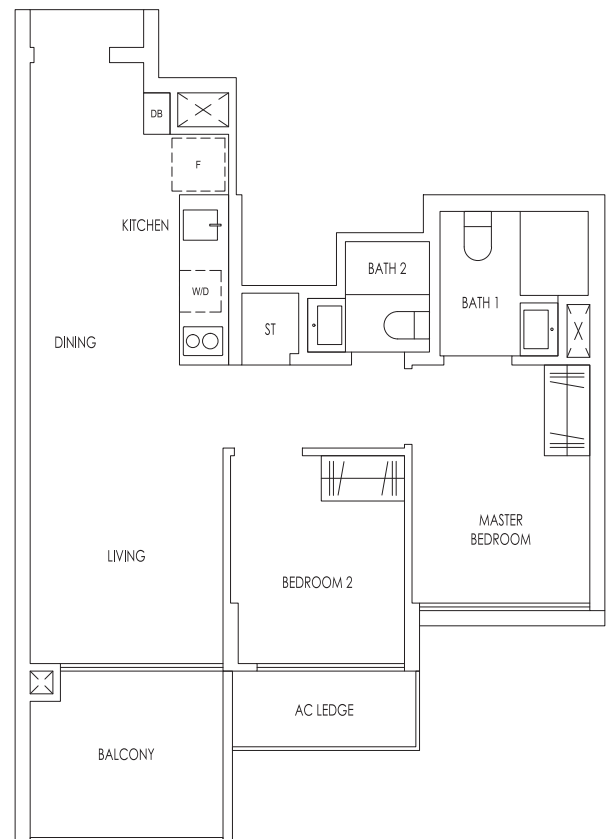 DB
F
KITCHEN
W/D
ST
BATH 2
BATH 1
DINING
MASTER
BEDROOM
LIVING
BEDROOM 2
AC LEDGE
BALCONY